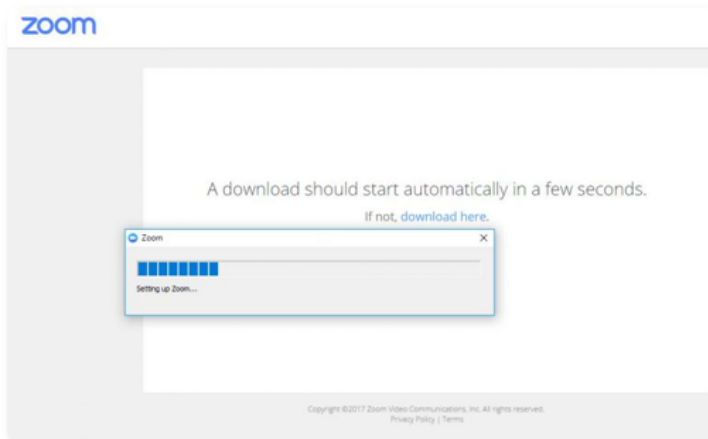 zoom
A download should start automatically in a few seconds.
If not, download here.
Zoom
Setting up Zoom...
Copyright ©2017 Zoom Video Communications, Inc. All rights reserved.
Privacy Policy | Terms